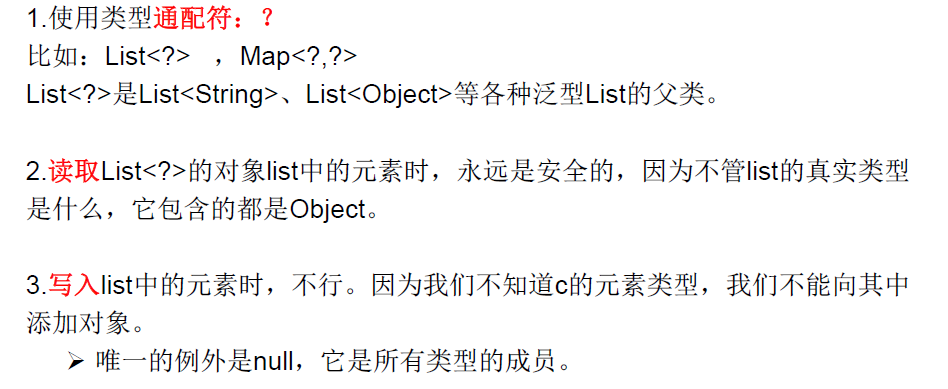 1.使用类型通配符：？
比如：List<?> ，Map<?,?>
List<?>是List<String>、List<Object>等各种泛型List的父类。
2.读取List<?>的对象list中的元素时，永远是安全的，因为不管list的真实类型
是什么，它包含的都是Object。
3.写入list中的元素时，不行。因为我们不知道c的元素类型，我们不能向其中
添加对象。
➢ 唯一的例外是null，它是所有类型的成员。